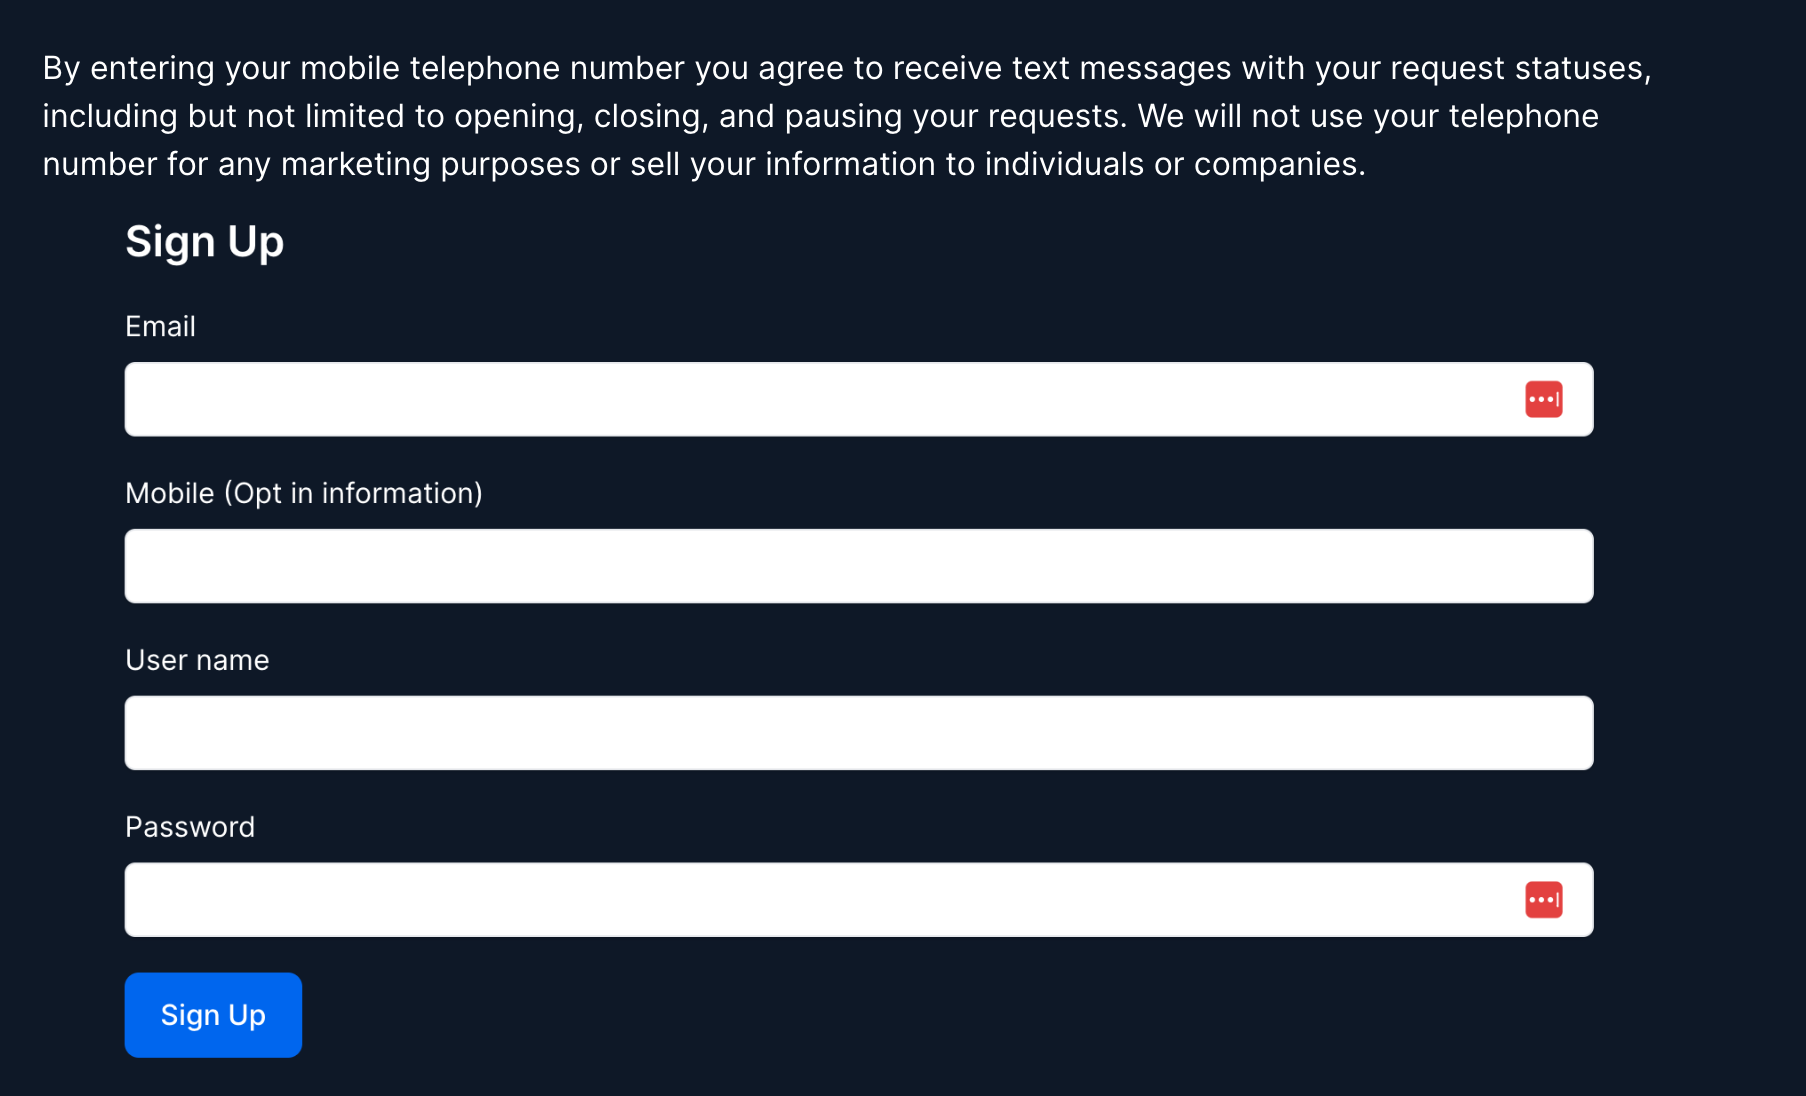 By entering your mobile telephone number you agree to receive text messages with your request statuses,
including but not limited to opening, closing, and pausing your requests. We will not use your telephone
number for any marketing purposes or sell your information to individuals or companies.
Sign Up
Email
Mobile (Opt in information)
User name
Password
Sign Up